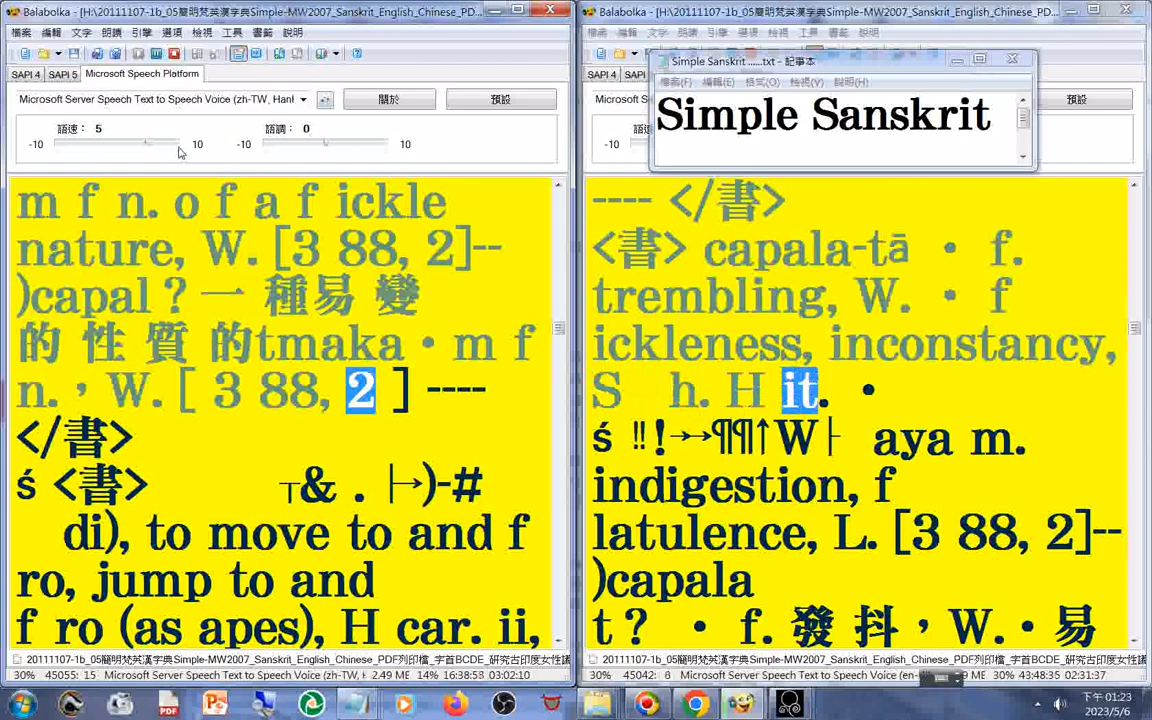 Balabolka - [H:\20111107-1b_05簡明梵英漢字典Simple-MW2007_Sanskrit_English_Chinese_PD...
檔案 編輯 文字 朗讀 引擎 選項 檢視 工具 書籤 說明
SAPI 4 SAPI 5 Microsoft Speech Platform
Microsoft Server Speech Text to Speech Voice (zh-TW, HanH
關於 預設
語速： 5 語調： 0
-10 10 -10 10
m f n. o f a f ickle
nature, W. [3 88, 2]--
)capal？一 種易 變
的 性 質 的tmaka・m f
n.，W. [ 3 88, 2 ] ----
</書>
ś <書> ┬& . ├→)-#
di), to move to and f
ro, jump to and
f ro (as apes), H car. ii,
20111107-1b_05簡明梵英漢字典Simple-MW2007_Sanskrit_English_Chinese_PDF列印檔_字首BCDE_研究古印度女性議
30% 45055: 15 Microsoft Server Speech Text to Speech Voice (zh-TW, H 2.49 ME 14% 16:38:53 03:02:10
Balabolka - [H:\20111107-1b_05簡明梵英漢字典Simple-MW2007_Sanskrit_English_Chinese_PD...
檔案 編輯 文字 朗讀 引擎
SAPI 4 SAPI
Microsoft S
預設
語速
-10
Simple Sanskrit ......txt - 記事本
檔案(F) 編輯(E) 格式(O) 檢視(V) 說明(H)
Simple Sanskrit
---- </書>
<書> capala-tā • f.
trembling, W. • f
ickleness, inconstancy,
S h. H it. •
ś ‼!→→¶¶↑W├ aya m.
indigestion, f
latulence, L. [3 88, 2]--
)capala
t？ • f. 發 抖，W.・易
20111107-1b_05簡明梵英漢字典Simple-MW2007_Sanskrit_English_Chinese_PDF列印檔_字首BCDE_研究古印度女性議
30% 45042: 8 Microsoft Server Speech Text to Speech Voice (zh-T 30% 43:48:35 02:31:37
下午 01:23
2023/5/6